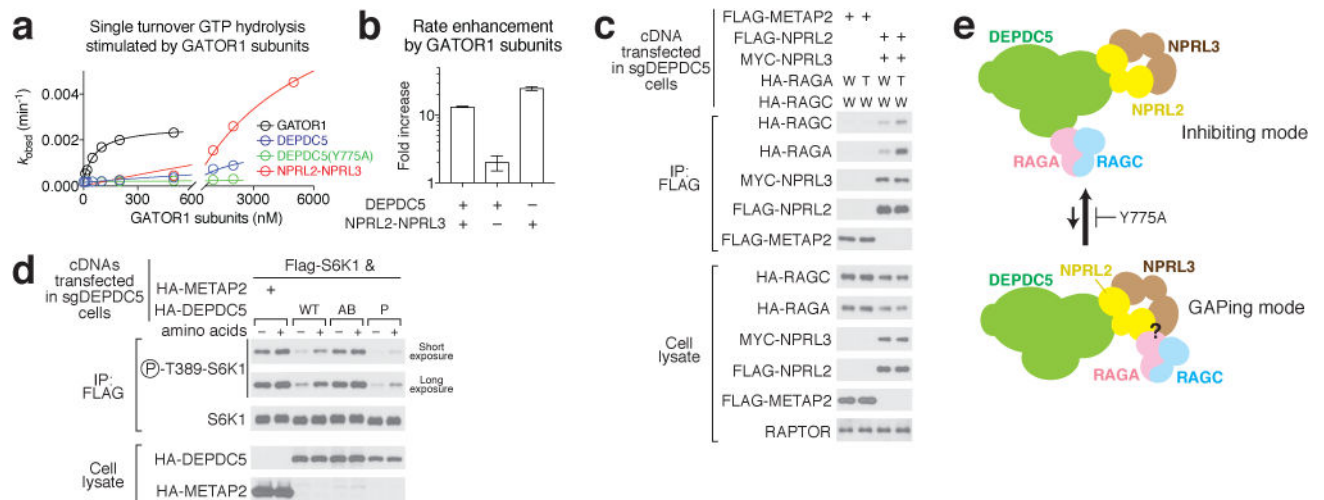 a
Single turnover GTP hydrolysis
stimulated by GATOR1 subunits
kobsd (min-1)
0.004
0.002
0.000
GATOR1
DEPDC5
DEPDC5(Y775A)
NPRL2-NPRL3
0 600 3000 6000
GATOR1 subunits (nM)
b
Rate enhancement
by GATOR1 subunits
Fold increase
10
1
DEPDC5 + + −
NPRL2-NPRL3 + − +
c
cDNA
transfected
in sgDEPDC5
cells
FLAG-METAP2 + +
FLAG-NPRL2 + +
MYC-NPRL3 + +
HA-RAGA W T W T
HA-RAGC W W W W
IP:
FLAG
HA-RAGC
HA-RAGA
MYC-NPRL3
FLAG-NPRL2
FLAG-METAP2
Cell
lysate
HA-RAGC
HA-RAGA
MYC-NPRL3
FLAG-NPRL2
FLAG-METAP2
RAPTOR
d
cDNAs
transfected
in sgDEPDC5
cells
Flag-S6K1 &
HA-METAP2 +
HA-DEPDC5 WT AB P
amino acids − + − + − + − +
IP:
FLAG
P-T389-S6K1
Short
exposure
Long
exposure
S6K1
Cell
lysate
HA-DEPDC5
HA-METAP2
e
DEPDC5
NPRL3
NPRL2
RAGA
RAGC
Inhibiting mode
Y775A
DEPDC5
NPRL2
NPRL3
GAPing mode
?
RAGA
RAGC